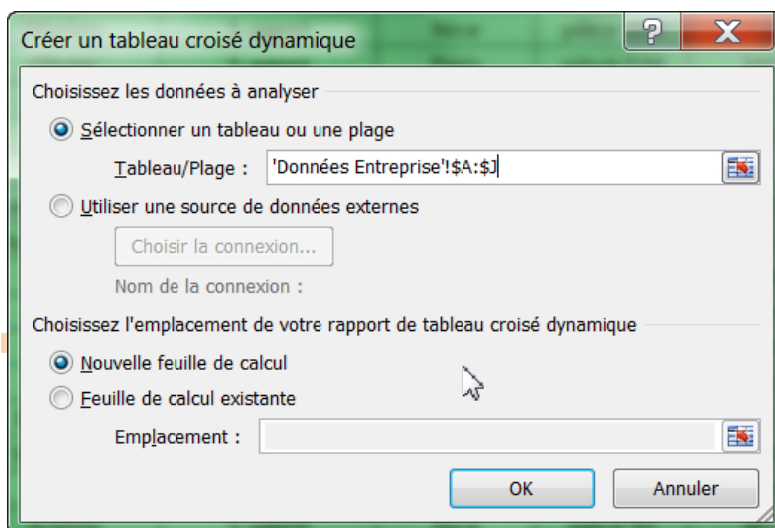 Créer un tableau croisé dynamique
Choisissez les données à analyser
Sélectionner un tableau ou une plage
Tableau/Plage : 'Données Entreprise'!$A:$J
Utiliser une source de données externes
Choisir la connexion...
Nom de la connexion :
Choisissez l'emplacement de votre rapport de tableau croisé dynamique
Nouvelle feuille de calcul
Feuille de calcul existante
Emplacement :
OK Annuler